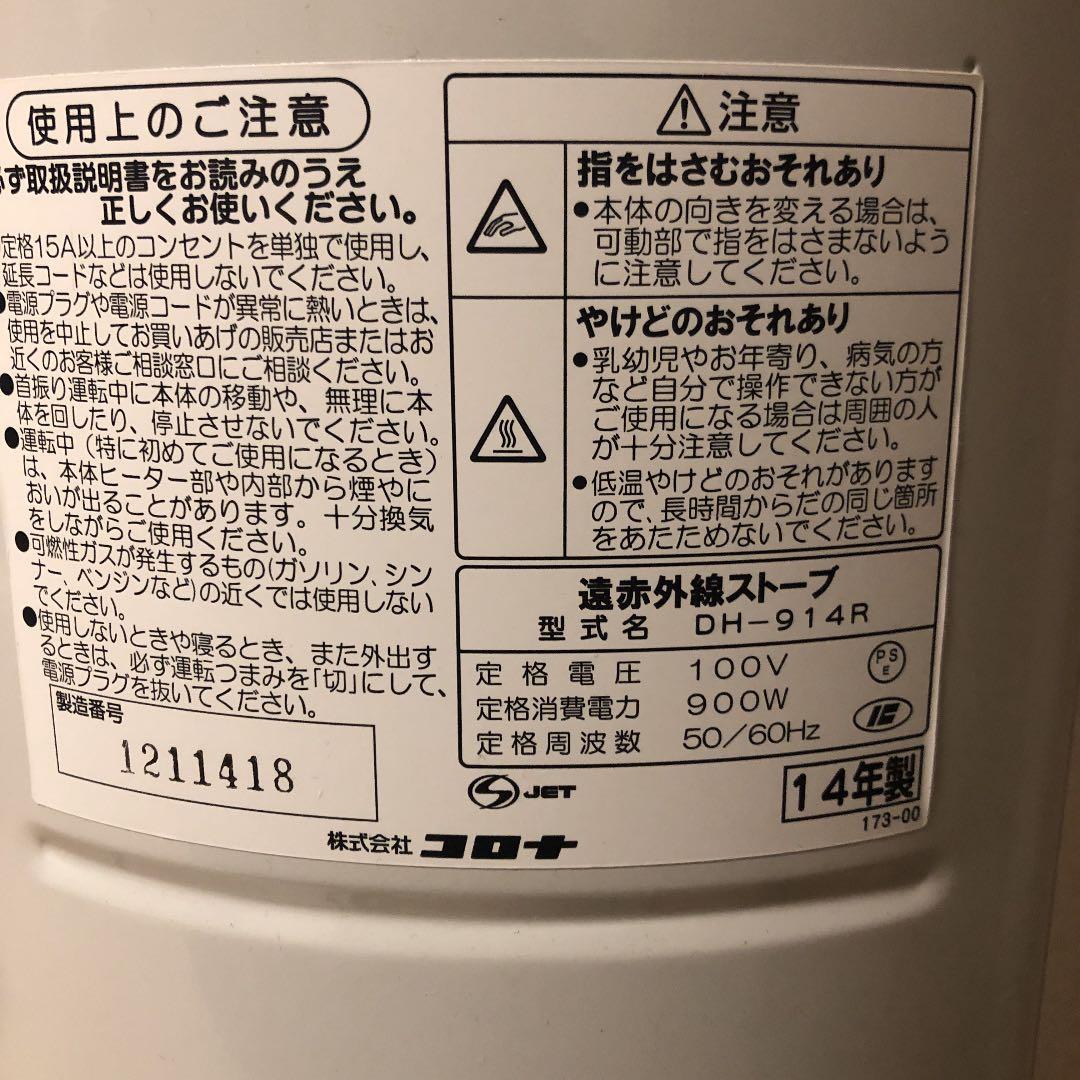 使用上のご注意
必ず取扱説明書をお読みのうえ
正しくお使いください。
定格15A以上のコンセントを単独で使用し、
延長コードなどは使用しないでください。
●電源プラグや電源コードが異常に熱いときは、
使用を中止してお買いあげの販売店またはお
近くのお客様ご相談窓口にご相談ください。
●首振り運転中に本体の移動や、無理に本
体を回したり、停止させないでください。
●運転中(特に初めてご使用になるとき)
は、本体ヒーター部や内部から煙やに
おいが出ることがあります。十分換気
をしながらご使用ください。
●可燃性ガスが発生するもの(ガソリン、シン
ナー、ベンジンなど)の近くでは使用しない
でください。
●使用しないときや寝るとき、また外出す
るときは、必ず運転つまみを「切」にして、
電源プラグを抜いてください。
製造番号
1211418
注意
指をはさむおそれあり
●本体の向きを変える場合は、
可動部で指をはさまないよう
に注意してください。
やけどのおそれあり
●乳幼児やお年寄り、病気の方
など自分で操作できない方が
ご使用になる場合は周囲の人
が十分注意してください。
●低温やけどのおそれがあります
ので、長時間からだの同じ箇所
をあたためないでください。
遠赤外線ストーブ
型式名 DH-914R
定格電圧 100V
定格消費電力 900W
定格周波数 50/60Hz
PSE
JET
14年製
173-00
株式会社 コロナ